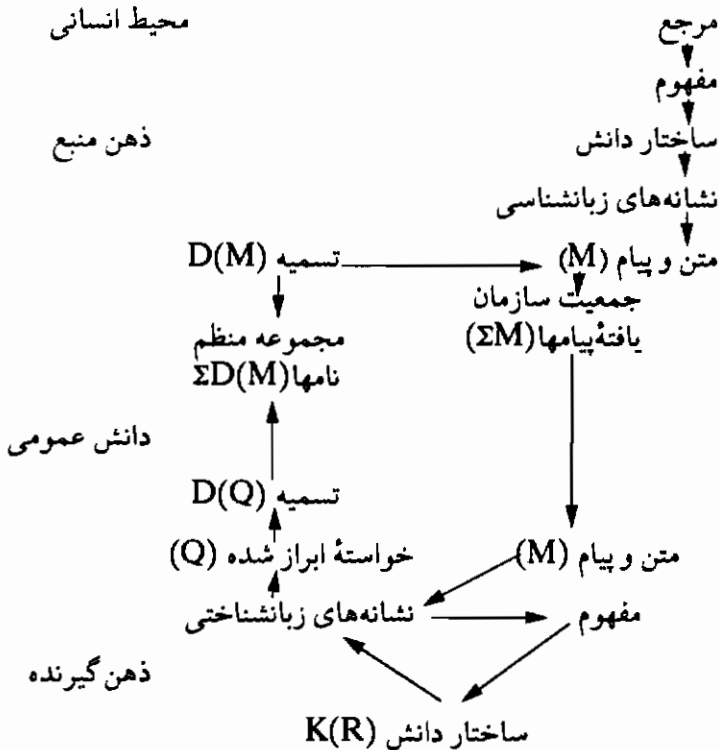 مرجع
محیط انسانی
مفهوم
ساختار دانش
ذهن منبع
نشانه‌های زبانشناسی
متن و پیام (M)
تسمیه D(M)
جمعیت سازمان
یافتهٔ پیامها (ΣM)
مجموعه منظم
نامها ΣD(M)
دانش عمومی
تسمیه D(Q)
متن و پیام (M)
خواستهٔ ابراز شده (Q)
مفهوم
نشانه‌های زبانشناختی
ذهن گیرنده
ساختار دانش K(R)